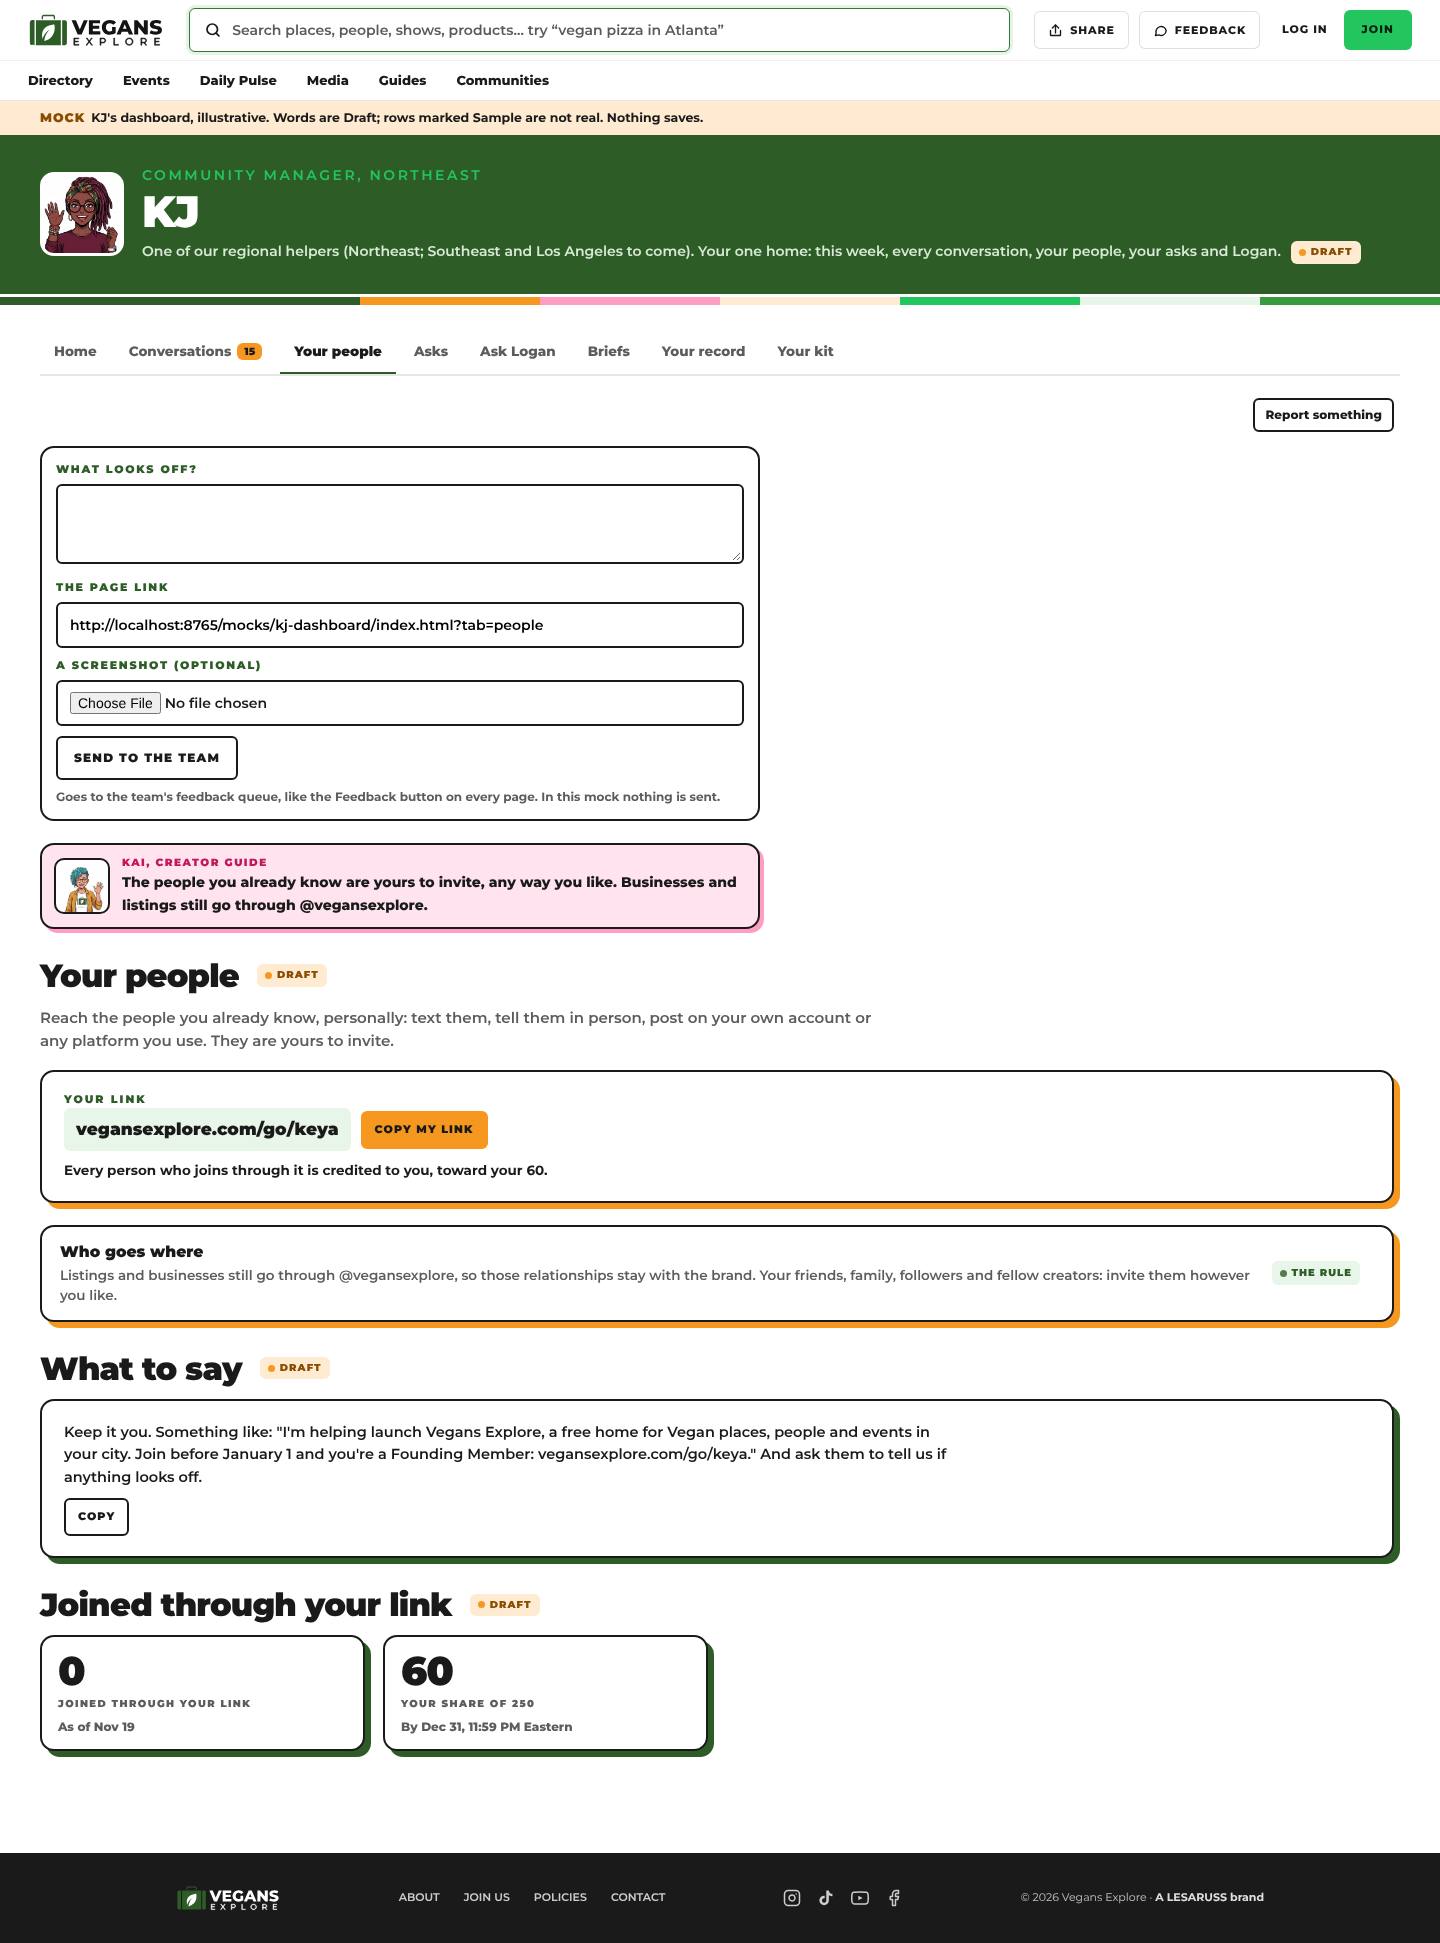 VEGANS EXPLORE
Search places, people, shows, products... try “vegan pizza in Atlanta”
SHARE
FEEDBACK
LOG IN
JOIN
Directory Events Daily Pulse Media Guides Communities
MOCK KJ's dashboard, illustrative. Words are Draft; rows marked Sample are not real. Nothing saves.
COMMUNITY MANAGER, NORTHEAST
KJ
One of our regional helpers (Northeast; Southeast and Los Angeles to come). Your one home: this week, every conversation, your people, your asks and Logan. DRAFT
Home Conversations 15 Your people Asks Ask Logan Briefs Your record Your kit
Report something
WHAT LOOKS OFF?
THE PAGE LINK
http://localhost:8765/mocks/kj-dashboard/index.html?tab=people
A SCREENSHOT (OPTIONAL)
Choose File No file chosen
SEND TO THE TEAM
Goes to the team's feedback queue, like the Feedback button on every page. In this mock nothing is sent.
KAI, CREATOR GUIDE
The people you already know are yours to invite, any way you like. Businesses and
listings still go through @vegansexplore.
Your people DRAFT
Reach the people you already know, personally: text them, tell them in person, post on your own account or
any platform you use. They are yours to invite.
YOUR LINK
vegansexplore.com/go/keya COPY MY LINK
Every person who joins through it is credited to you, toward your 60.
Who goes where
Listings and businesses still go through @vegansexplore, so those relationships stay with the brand. Your friends, family, followers and fellow creators: invite them however
you like.
THE RULE
What to say DRAFT
Keep it you. Something like: "I'm helping launch Vegans Explore, a free home for Vegan places, people and events in
your city. Join before January 1 and you're a Founding Member: vegansexplore.com/go/keya." And ask them to tell us if
anything looks off.
COPY
Joined through your link DRAFT
0
JOINED THROUGH YOUR LINK
As of Nov 19
60
YOUR SHARE OF 250
By Dec 31, 11:59 PM Eastern
VEGANS EXPLORE
ABOUT JOIN US POLICIES CONTACT
© 2026 Vegans Explore · A LESARUSS brand